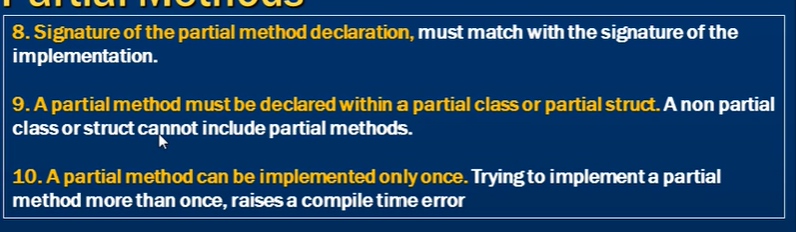 Partial Methods
8. Signature of the partial method declaration, must match with the signature of the
implementation.
9. A partial method must be declared within a partial class or partial struct. A non partial
class or struct cannot include partial methods.
10. A partial method can be implemented only once. Trying to implement a partial
method more than once, raises a compile time error